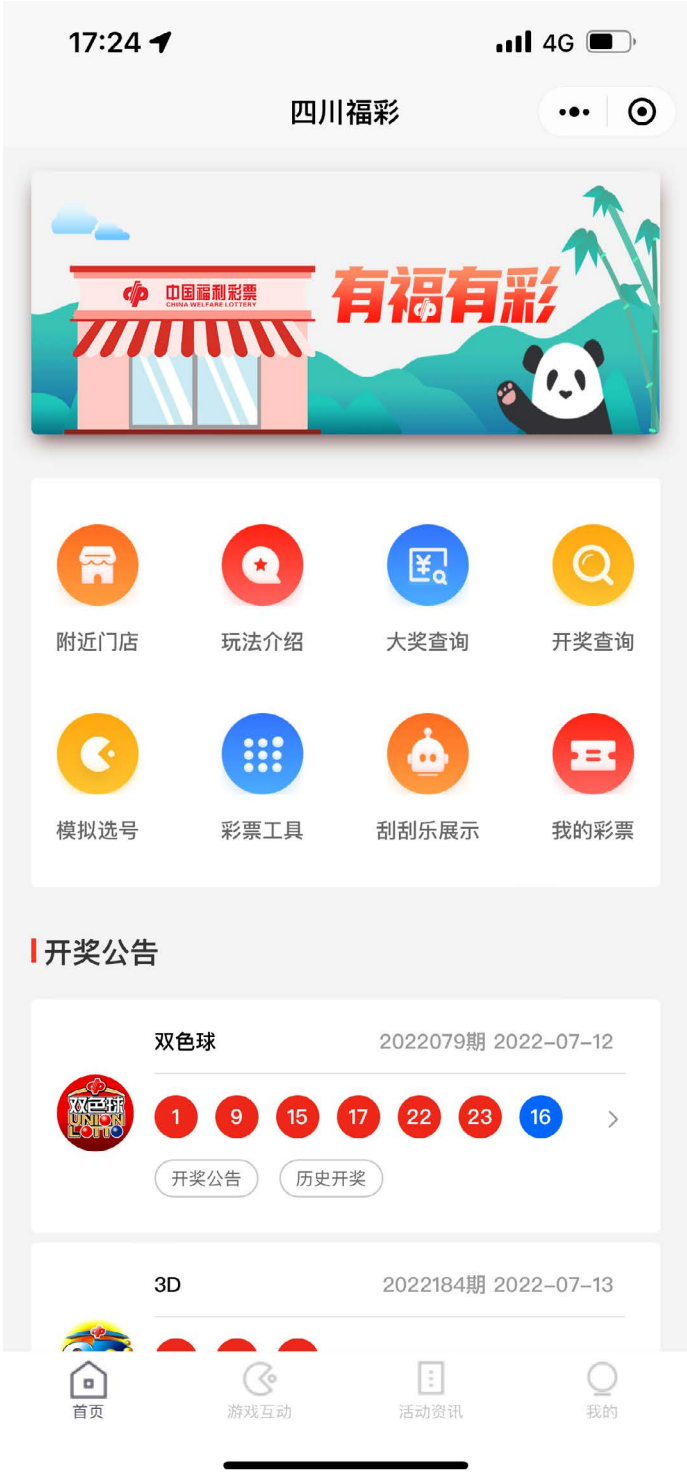 17:24 4G
四川福彩
中国福利彩票
CHINA WELFARE LOTTERY
有福有彩
附近门店 玩法介绍 大奖查询 开奖查询
模拟选号 彩票工具 刮刮乐展示 我的彩票
开奖公告
双色球 2022079期 2022-07-12
双色球
UNION
LOTTO
1 9 15 17 22 23 16
开奖公告 历史开奖
3D 2022184期 2022-07-13
首页 游戏互动 活动资讯 我的